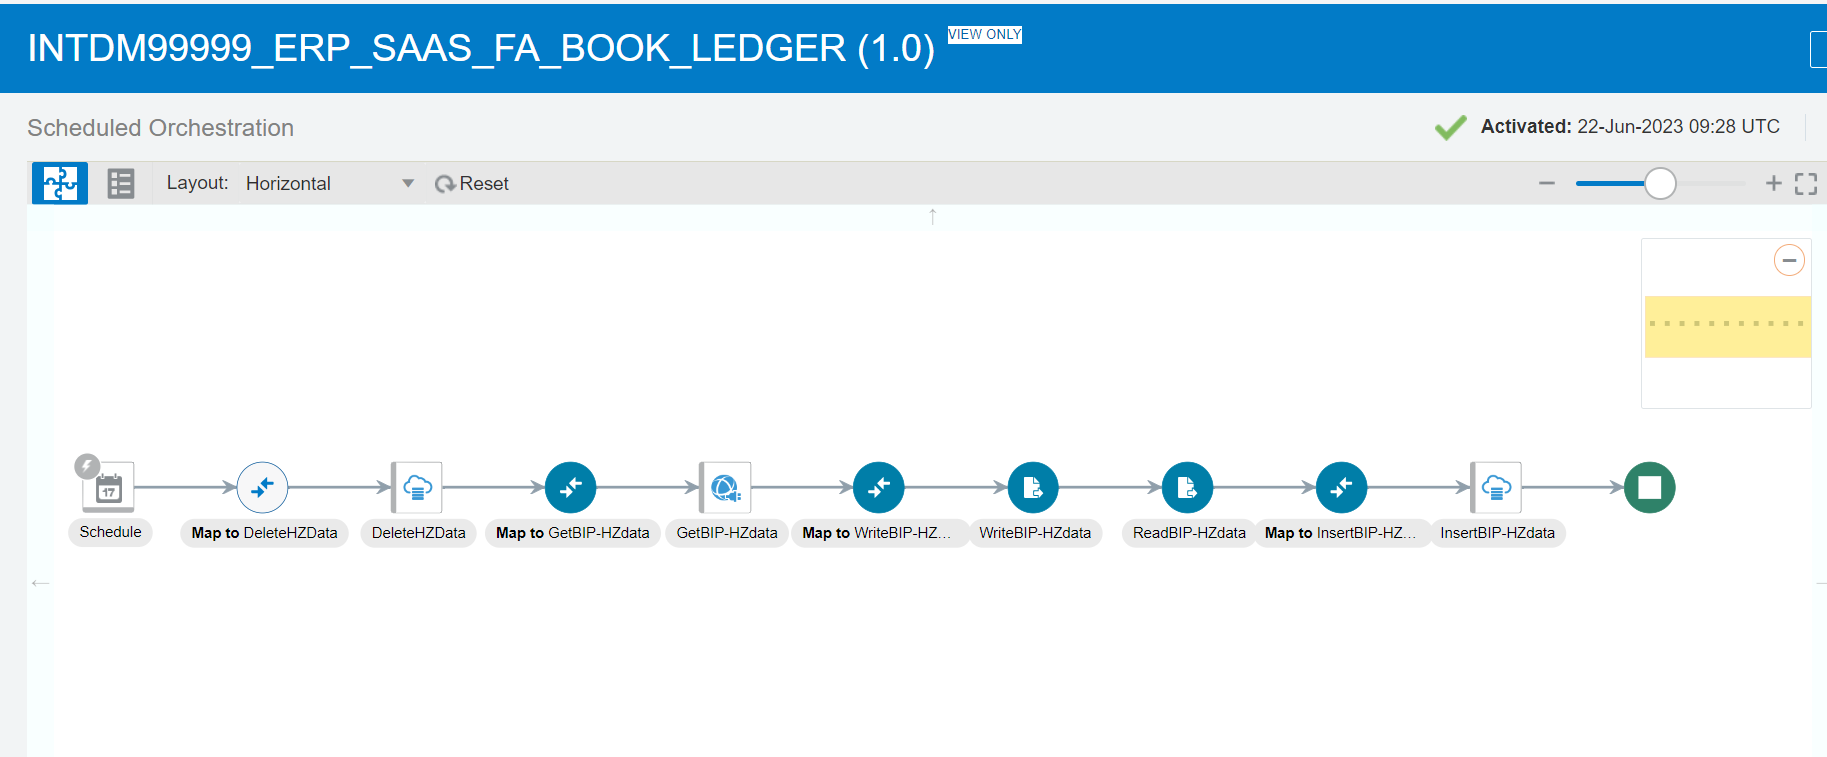 INTDM99999_ERP_SAAS_FA_BOOK_LEDGER (1.0) VIEW ONLY
Scheduled Orchestration
Activated: 22-Jun-2023 09:28 UTC
Layout: Horizontal Reset
17
Schedule
Map to DeleteHZData
DeleteHZData
Map to GetBIP-HZdata
GetBIP-HZdata
Map to WriteBIP-HZ...
WriteBIP-HZdata
ReadBIP-HZdata
Map to InsertBIP-HZ...
InsertBIP-HZdata